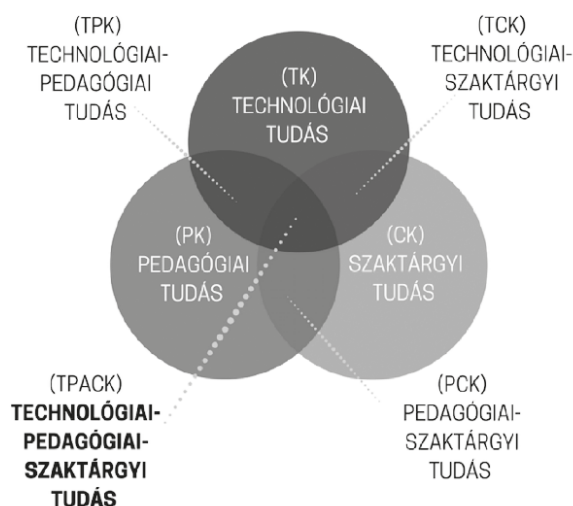 (TPK)
TECHNOLÓGIAI-
PEDAGÓGIAI
TUDÁS
(TK)
TECHNOLÓGIAI
TUDÁS
(TCK)
TECHNOLÓGIAI-
SZAKTÁRGYI
TUDÁS
(PK)
PEDAGÓGIAI
TUDÁS
(CK)
SZAKTÁRGYI
TUDÁS
(TPACK)
TECHNOLÓGIAI-
PEDAGÓGIAI-
SZAKTÁRGYI
TUDÁS
(PCK)
PEDAGÓGIAI-
SZAKTÁRGYI
TUDÁS